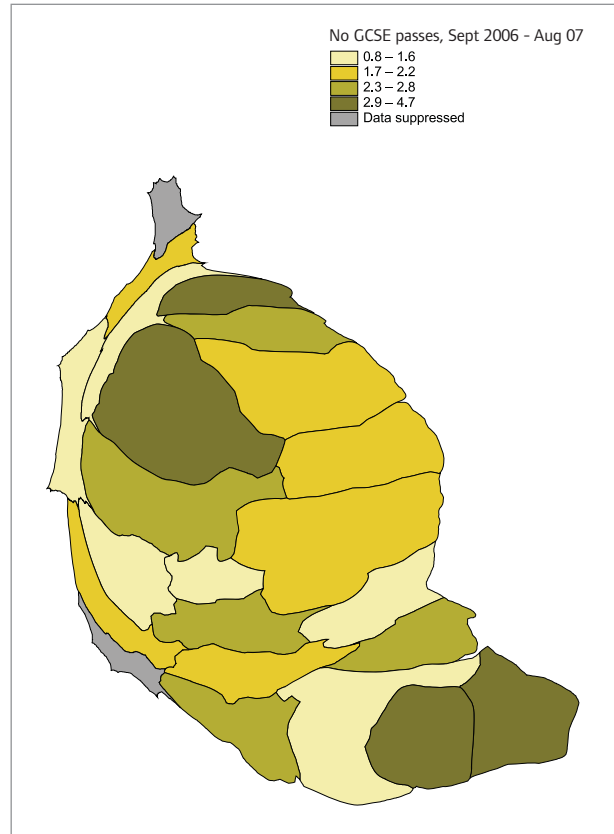 No GCSE passes, Sept 2006 - Aug 07
0.8 – 1.6
1.7 – 2.2
2.3 – 2.8
2.9 – 4.7
Data suppressed